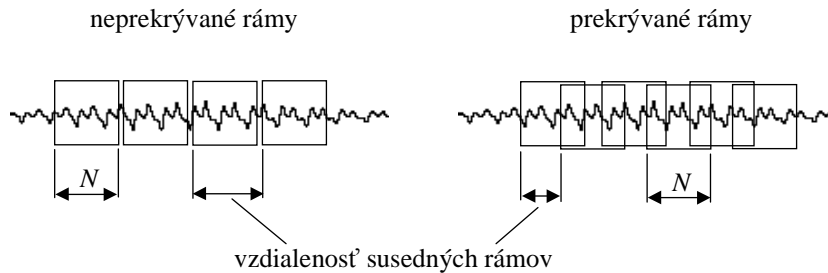 neprekrývané rámy
prekrývané rámy
N
N
vzdialenosť susedných rámov